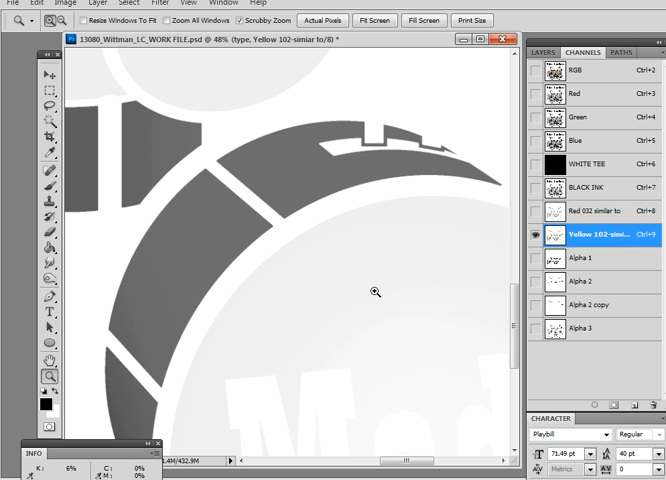 File Edit Image Layer Select Filter View Window Help
Resize Windows To Fit Zoom All Windows Scrubby Zoom Actual Pixels Fit Screen Fill Screen Print Size
13080_Wittman_LC_WORK FILE.psd @ 48% (type, Yellow 102-simiar to/8) *
LAYERS CHANNELS PATHS
RGB Ctrl+2
Red Ctrl+3
Green Ctrl+4
Blue Ctrl+5
WHITE TEE Ctrl+6
BLACK INK Ctrl+7
Red 032 similar to Ctrl+8
Yellow 102-simi... Ctrl+9
Alpha 1
Alpha 2
Alpha 2 copy
Alpha 3
Mod
CHARACTER
Playbill Regular
71.49 pt 40 pt
Metrics 0
1.4M/432.9M
INFO
K: 6% C: 0%
M: 0%